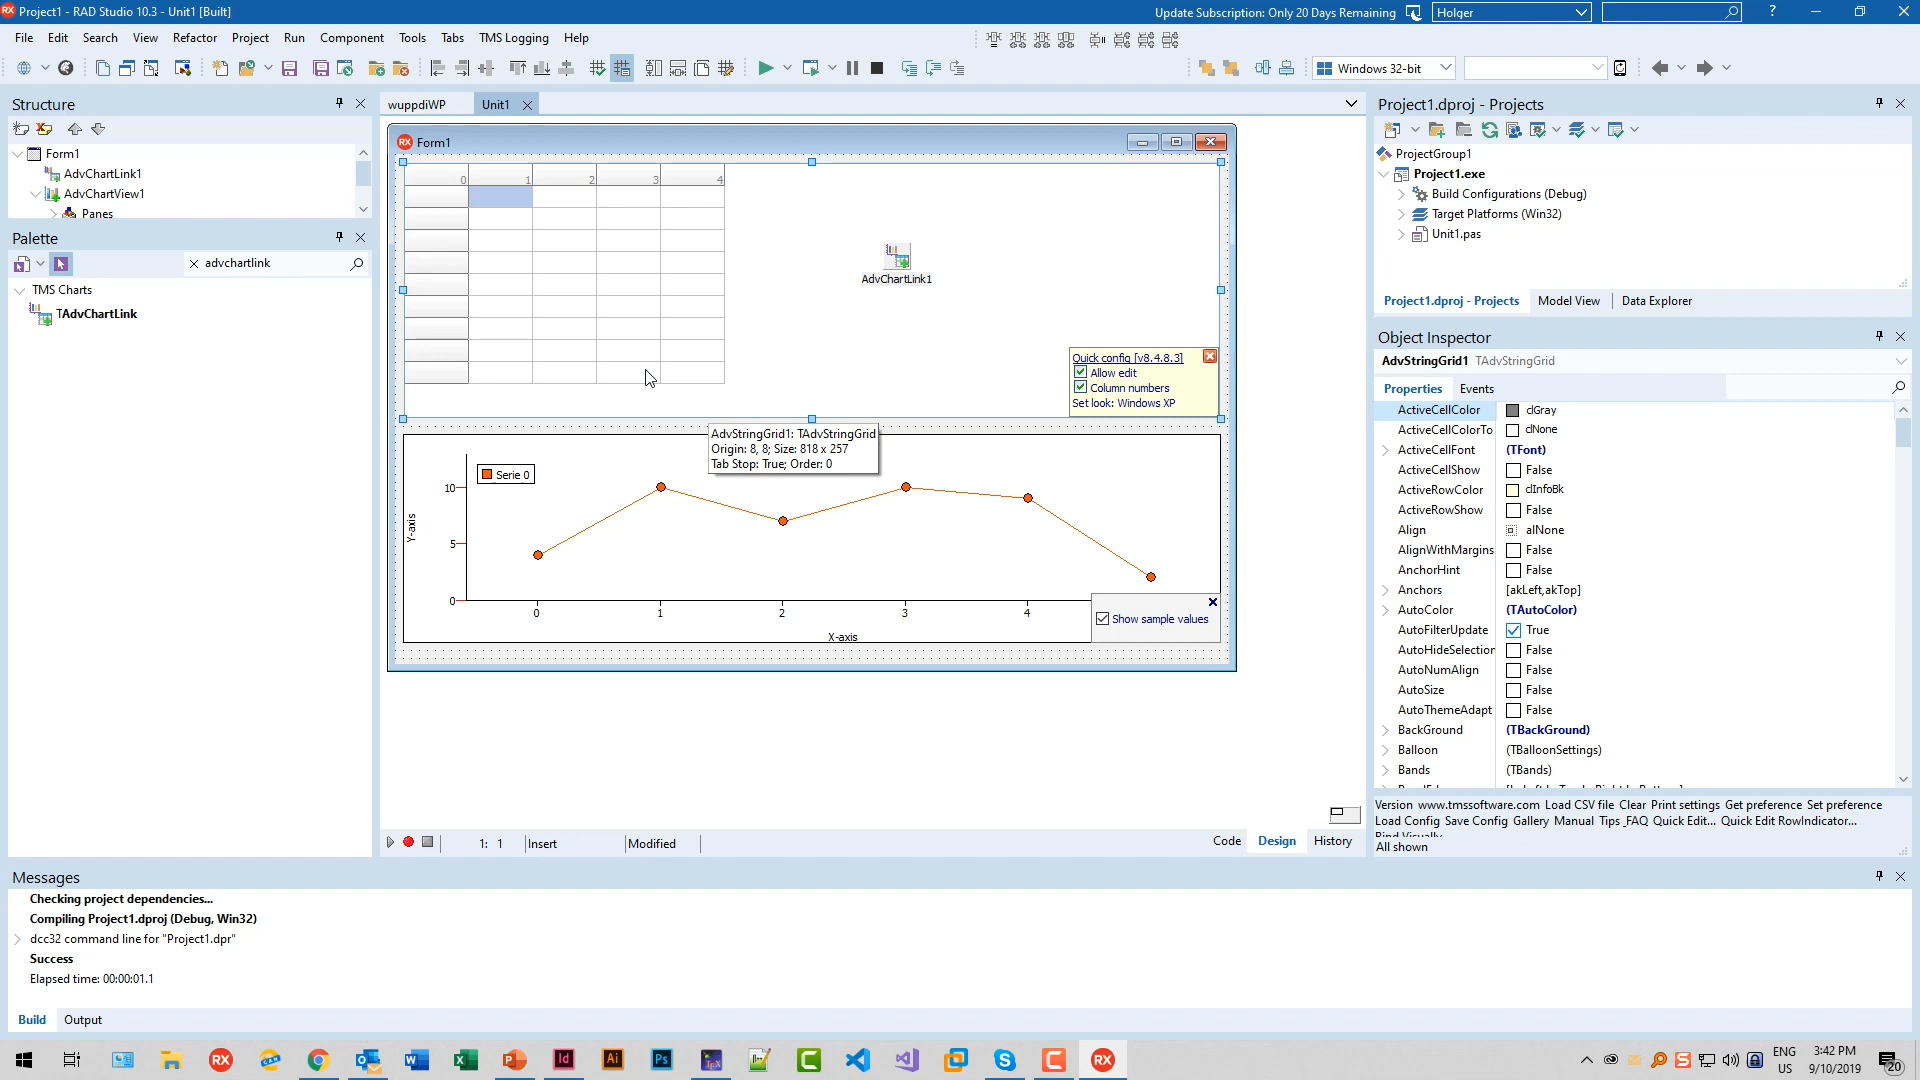 Project1 - RAD Studio 10.3 - Unit1 [Built]
Update Subscription: Only 20 Days Remaining
Holger
?
File Edit Search View Refactor Project Run Component Tools Tabs TMS Logging Help
Windows 32-bit
Structure
Form1
AdvChartLink1
AdvChartView1
Panes
Palette
advchartlink
TMS Charts
TAdvChartLink
wuppdiWP
Unit1
Form1
0 1 2 3 4
AdvChartLink1
Quick config [v8.4.8.3]
Allow edit
Column numbers
Set look: Windows XP
AdvStringGrid1: TAdvStringGrid
Origin: 8, 8; Size: 818 x 257
Tab Stop: True; Order: 0
Serie 0
Y-axis
10
5
0
0 1 2 3 4
X-axis
Show sample values
1: 1
Insert
Modified
Code
Design
History
Project1.dproj - Projects
ProjectGroup1
Project1.exe
Build Configurations (Debug)
Target Platforms (Win32)
Unit1.pas
Project1.dproj - Projects
Model View
Data Explorer
Object Inspector
AdvStringGrid1 TAdvStringGrid
Properties
Events
ActiveCellColor clGray
ActiveCellColorTo clNone
ActiveCellFont (TFont)
ActiveCellShow False
ActiveRowColor clInfoBk
ActiveRowShow False
Align alNone
AlignWithMargins False
AnchorHint False
Anchors [akLeft,akTop]
AutoColor (TAutoColor)
AutoFilterUpdate True
AutoHideSelection False
AutoNumAlign False
AutoSize False
AutoThemeAdapt False
BackGround (TBackGround)
Balloon (TBalloonSettings)
Bands (TBands)
Version www.tmssoftware.com Load CSV file Clear Print settings Get preference Set preference
Load Config Save Config Gallery Manual Tips _FAQ Quick Edit... Quick Edit RowIndicator...
All shown
Messages
Checking project dependencies...
Compiling Project1.dproj (Debug, Win32)
dcc32 command line for "Project1.dpr"
Success
Elapsed time: 00:00:01.1
Build
Output
ENG
US
3:42 PM
9/10/2019
20